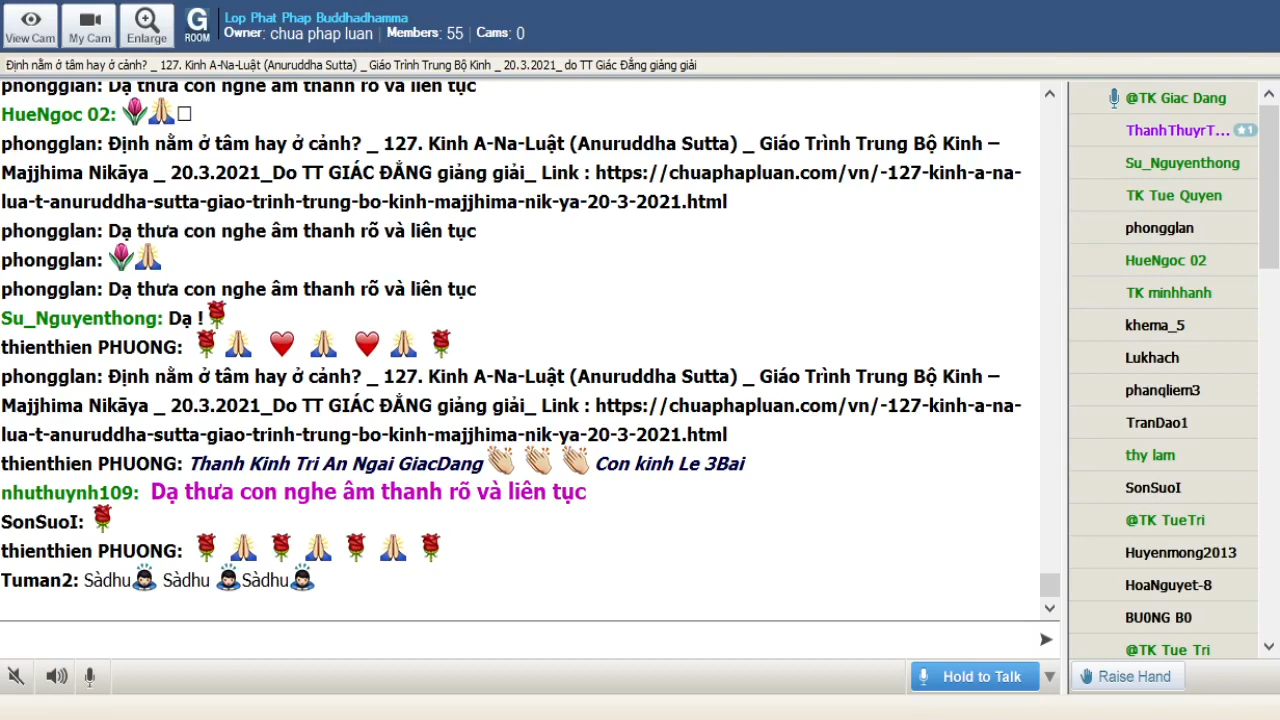 View Cam
My Cam
Enlarge
G
ROOM
Lop Phat Phap Buddhadhamma
Owner: chua phap luan Members: 55 Cams: 0
Định nằm ở tâm hay ở cảnh? _ 127. Kinh A-Na-Luật (Anuruddha Sutta) _ Giáo Trình Trung Bộ Kinh _ 20.3.2021_ do TT Giác Đẳng giảng giải
phongglan: Dạ thưa con nghe âm thanh rõ và liên tục
HueNgoc 02:
phongglan: Định nằm ở tâm hay ở cảnh? _ 127. Kinh A-Na-Luật (Anuruddha Sutta) _ Giáo Trình Trung Bộ Kinh –
Majjhima Nikāya _ 20.3.2021_Do TT GIÁC ĐẲNG giảng giải_ Link : https://chuaphapluan.com/vn/-127-kinh-a-na-
lua-t-anuruddha-sutta-giao-trinh-trung-bo-kinh-majjhima-nik-ya-20-3-2021.html
phongglan: Dạ thưa con nghe âm thanh rõ và liên tục
phongglan:
phongglan: Dạ thưa con nghe âm thanh rõ và liên tục
Su_Nguyenthong: Dạ !
thienthien PHUONG:
phongglan: Định nằm ở tâm hay ở cảnh? _ 127. Kinh A-Na-Luật (Anuruddha Sutta) _ Giáo Trình Trung Bộ Kinh –
Majjhima Nikāya _ 20.3.2021_Do TT GIÁC ĐẲNG giảng giải_ Link : https://chuaphapluan.com/vn/-127-kinh-a-na-
lua-t-anuruddha-sutta-giao-trinh-trung-bo-kinh-majjhima-nik-ya-20-3-2021.html
thienthien PHUONG: Thanh Kinh Tri An Ngai GiacDang Con kinh Le 3Bai
nhuthuynh109: Dạ thưa con nghe âm thanh rõ và liên tục
SonSuoI:
thienthien PHUONG:
Tuman2: Sàdhu Sàdhu Sàdhu
Hold to Talk
@TK Giac Dang
ThanhThuyrT... 1
Su_Nguyenthong
TK Tue Quyen
phongglan
HueNgoc 02
TK minhhanh
khema_5
Lukhach
phanqliem3
TranDao1
thy lam
SonSuoI
@TK TueTri
Huyenmong2013
HoaNguyet-8
BU0NG B0
@TK Tue Tri
Raise Hand